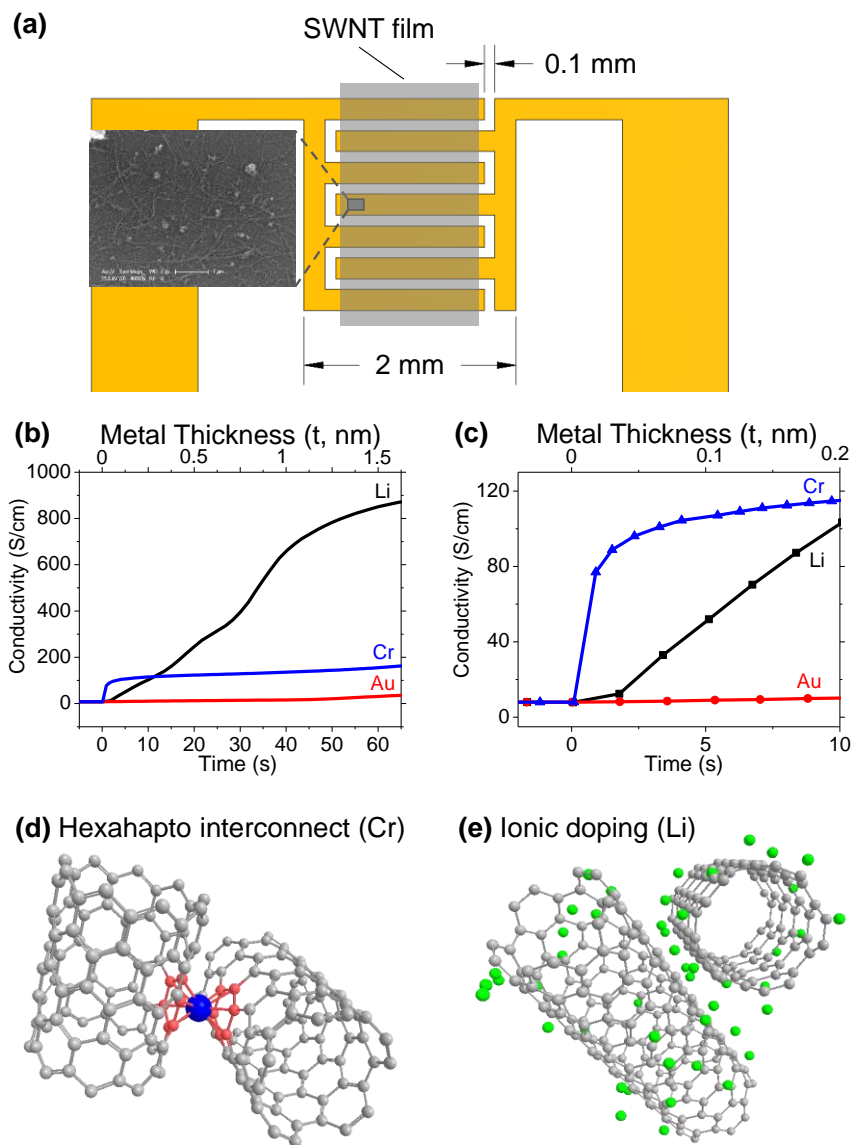 (a)
SWNT film
0.1 mm
2 mm
(b)
Metal Thickness (t, nm)
0 0.5 1 1.5
1000
800
600
400
200
0
Conductivity (S/cm)
Li
Cr
Au
0 10 20 30 40 50 60
Time (s)
(c)
Metal Thickness (t, nm)
0 0.1 0.2
120
80
40
0
Conductivity (S/cm)
Cr
Li
Au
0 5 10
Time (s)
(d) Hexahapto interconnect (Cr)
(e) Ionic doping (Li)